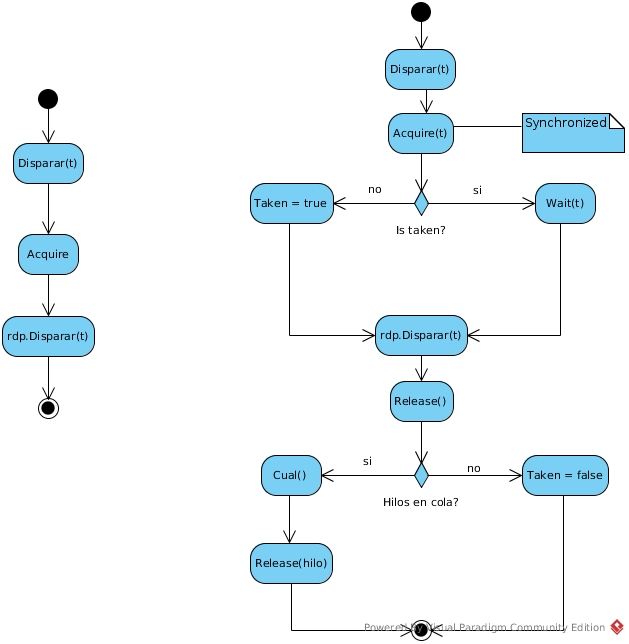 Disparar(t)
Acquire
rdp.Disparar(t)
Disparar(t)
Acquire(t)
Synchronized
no
si
Taken = true
Wait(t)
Is taken?
rdp.Disparar(t)
Release()
si
no
Cual()
Taken = false
Hilos en cola?
Release(hilo)
Powered By Visual Paradigm Community Edition